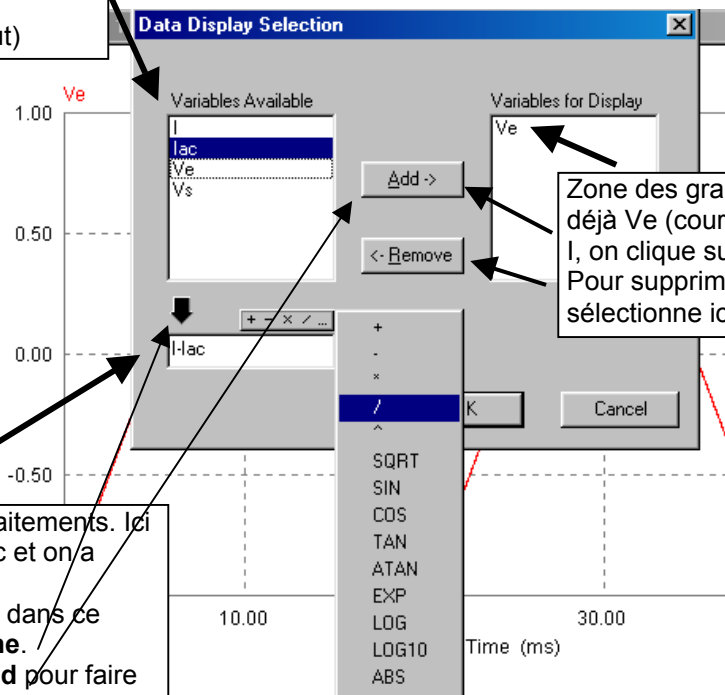 t)
Data Display Selection
Ve
1.00
0.50
0.00
-0.50
Variables Available
I
Iac
Ve
Vs
Add ->
<- Remove
Variables for Display
Ve
Zone des gra
déjà Ve (cour
I, on clique su
Pour supprim
sélectionne ic
+ - × / ...
I-Iac
+
-
×
/
^
SQRT
SIN
COS
TAN
ATAN
EXP
LOG
LOG10
ABS
K
Cancel
aitements. Ici
c et on a
dans ce
ne.
d pour faire
10.00
30.00
Time (ms)